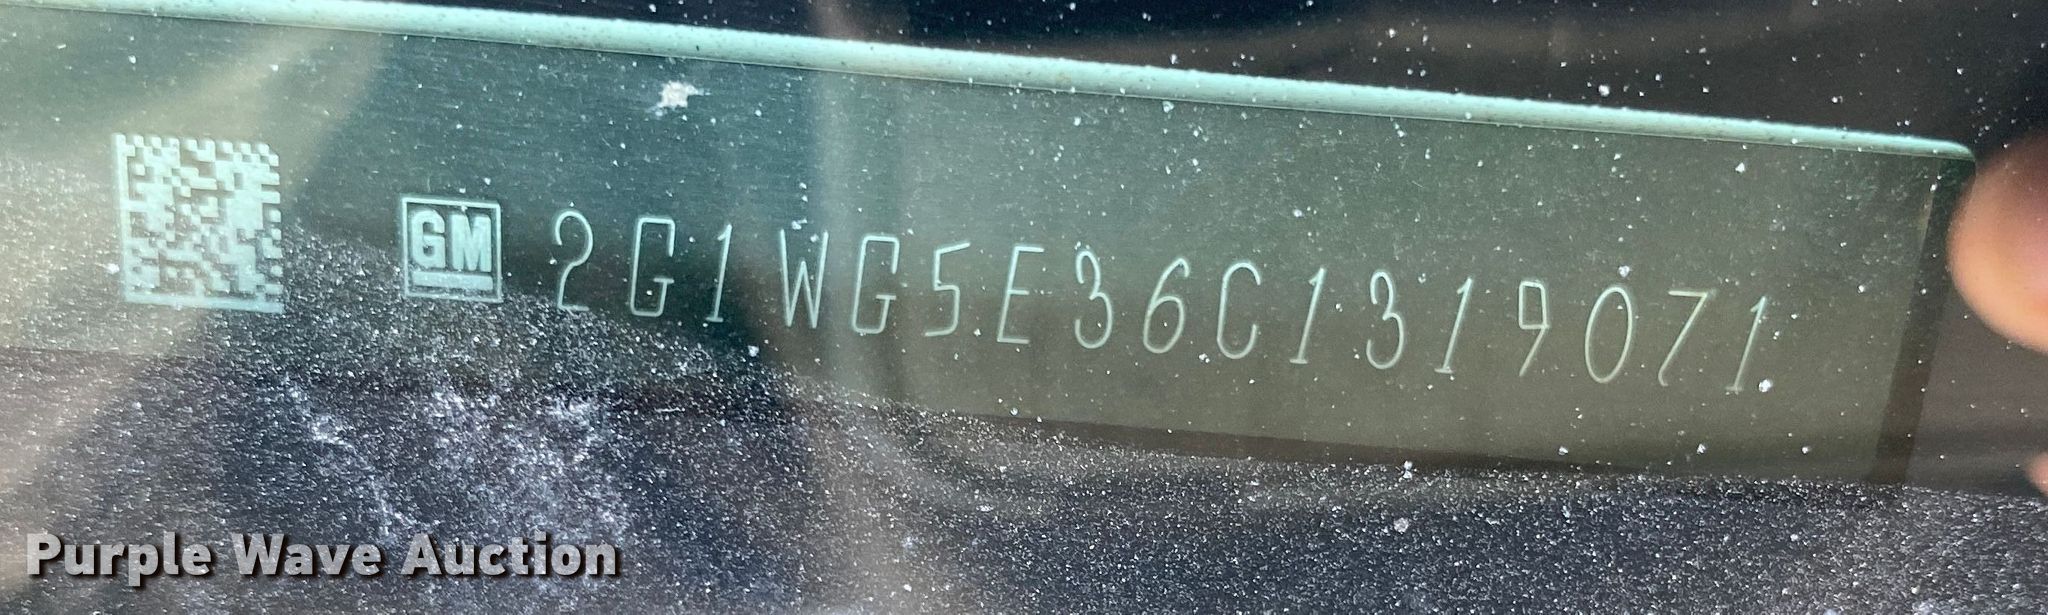 GM 2G1WG5E36C1319071
Purple Wave Auction